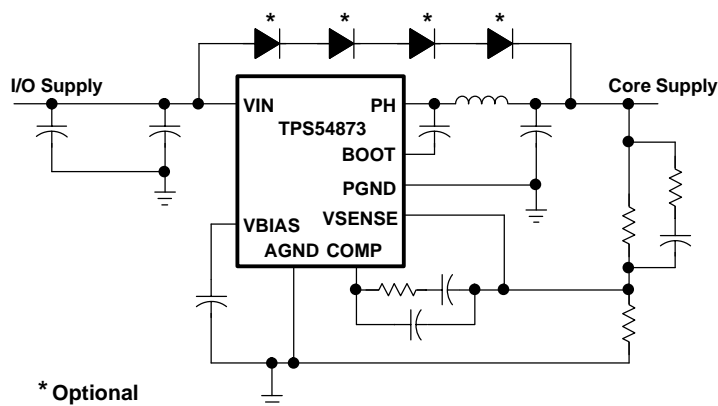 * * * *
I/O Supply
Core Supply
VIN
PH
TPS54873
BOOT
PGND
VSENSE
VBIAS
AGND COMP
* Optional